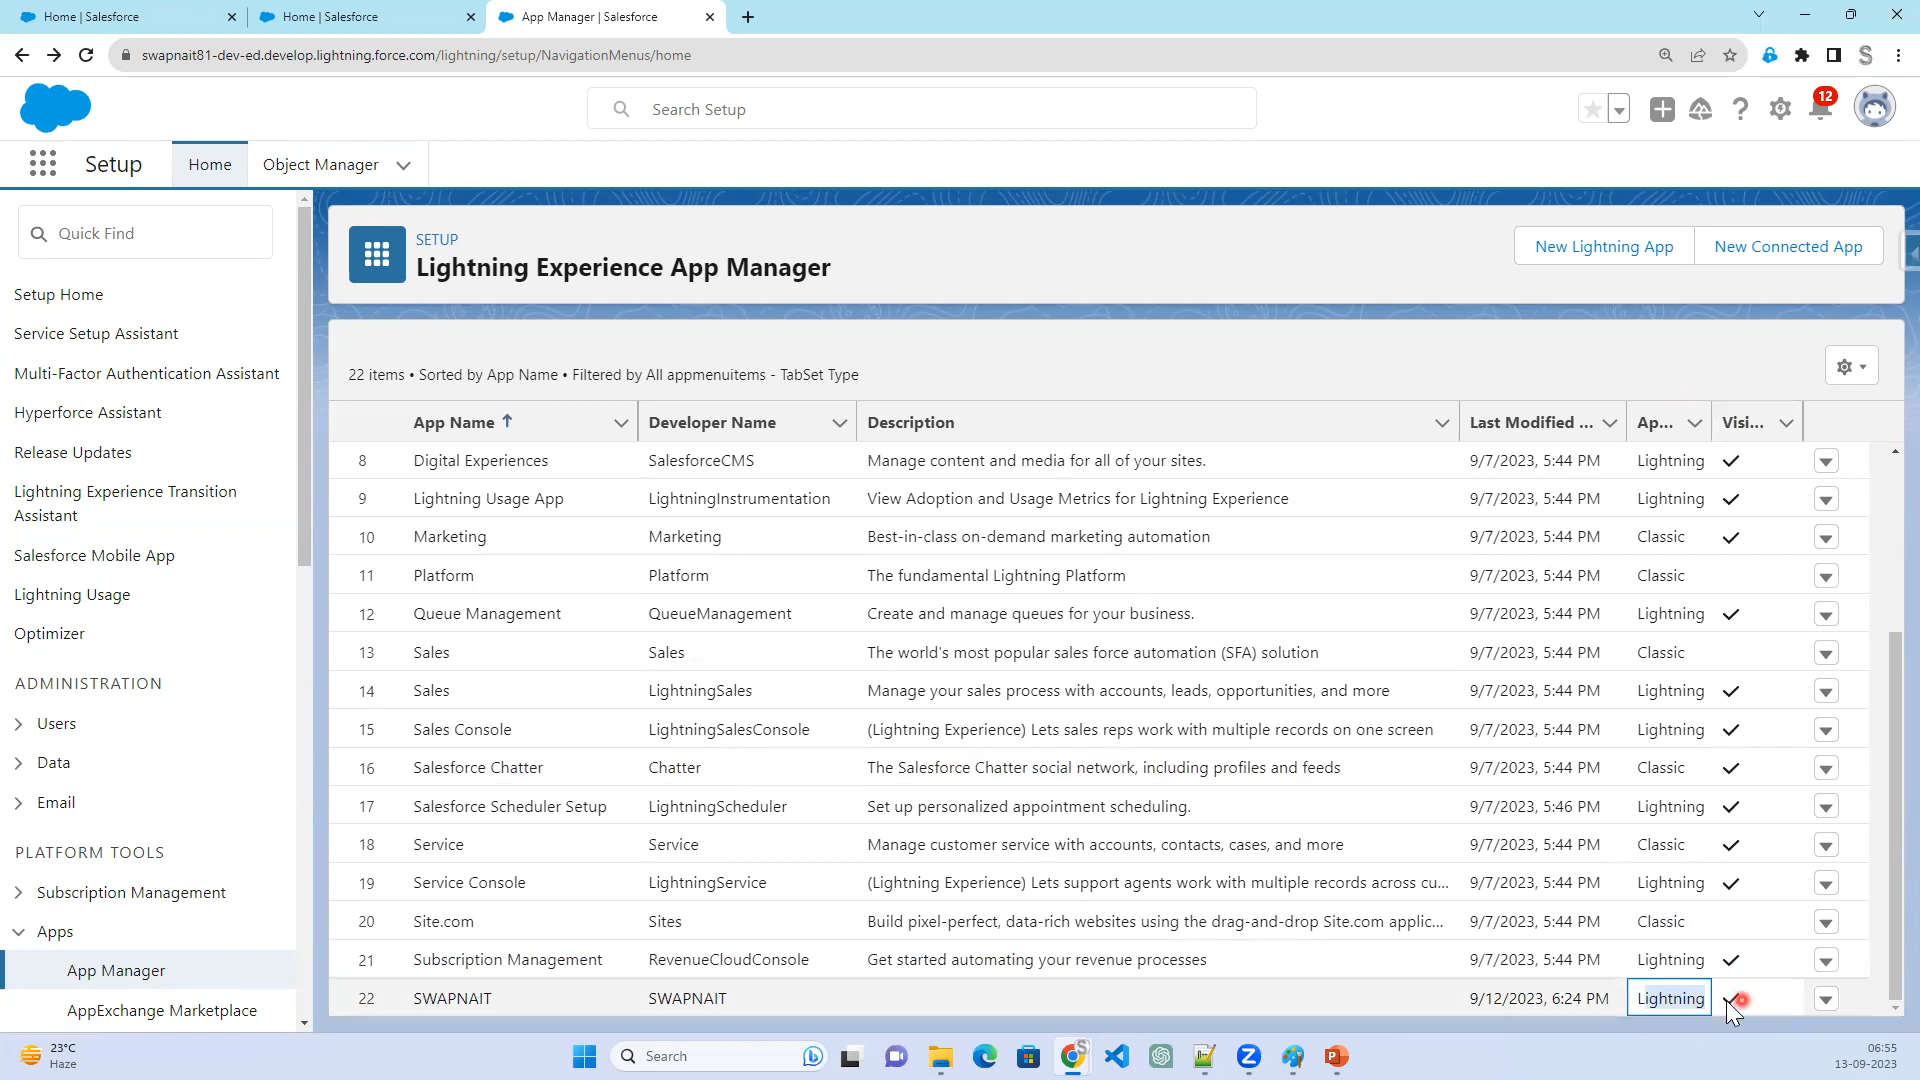 Home | Salesforce
Home | Salesforce
App Manager | Salesforce
swapnait81-dev-ed.develop.lightning.force.com/lightning/setup/NavigationMenus/home
Search Setup
12
Setup
Home
Object Manager
Quick Find
Setup Home
Service Setup Assistant
Multi-Factor Authentication Assistant
Hyperforce Assistant
Release Updates
Lightning Experience Transition
Assistant
Salesforce Mobile App
Lightning Usage
Optimizer
ADMINISTRATION
Users
Data
Email
PLATFORM TOOLS
Subscription Management
Apps
App Manager
AppExchange Marketplace
SETUP
Lightning Experience App Manager
New Lightning App
New Connected App
22 items • Sorted by App Name • Filtered by All appmenuitems - TabSet Type
App Name Developer Name Description Last Modified ... Ap... Visi...
8 Digital Experiences SalesforceCMS Manage content and media for all of your sites. 9/7/2023, 5:44 PM Lightning
9 Lightning Usage App LightningInstrumentation View Adoption and Usage Metrics for Lightning Experience 9/7/2023, 5:44 PM Lightning
10 Marketing Marketing Best-in-class on-demand marketing automation 9/7/2023, 5:44 PM Classic
11 Platform Platform The fundamental Lightning Platform 9/7/2023, 5:44 PM Classic
12 Queue Management QueueManagement Create and manage queues for your business. 9/7/2023, 5:44 PM Lightning
13 Sales Sales The world's most popular sales force automation (SFA) solution 9/7/2023, 5:44 PM Classic
14 Sales LightningSales Manage your sales process with accounts, leads, opportunities, and more 9/7/2023, 5:44 PM Lightning
15 Sales Console LightningSalesConsole (Lightning Experience) Lets sales reps work with multiple records on one screen 9/7/2023, 5:44 PM Lightning
16 Salesforce Chatter Chatter The Salesforce Chatter social network, including profiles and feeds 9/7/2023, 5:44 PM Classic
17 Salesforce Scheduler Setup LightningScheduler Set up personalized appointment scheduling. 9/7/2023, 5:46 PM Lightning
18 Service Service Manage customer service with accounts, contacts, cases, and more 9/7/2023, 5:44 PM Classic
19 Service Console LightningService (Lightning Experience) Lets support agents work with multiple records across cu... 9/7/2023, 5:44 PM Lightning
20 Site.com Sites Build pixel-perfect, data-rich websites using the drag-and-drop Site.com applic... 9/7/2023, 5:44 PM Classic
21 Subscription Management RevenueCloudConsole Get started automating your revenue processes 9/7/2023, 5:44 PM Lightning
22 SWAPNAIT SWAPNAIT 9/12/2023, 6:24 PM Lightning
23°C
Haze
Search
06:55
13-09-2023